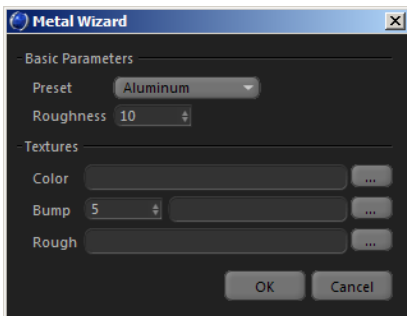 Metal Wizard
Basic Parameters
Preset Aluminum
Roughness 10
Textures
Color ...
Bump 5 ...
Rough ...
OK Cancel